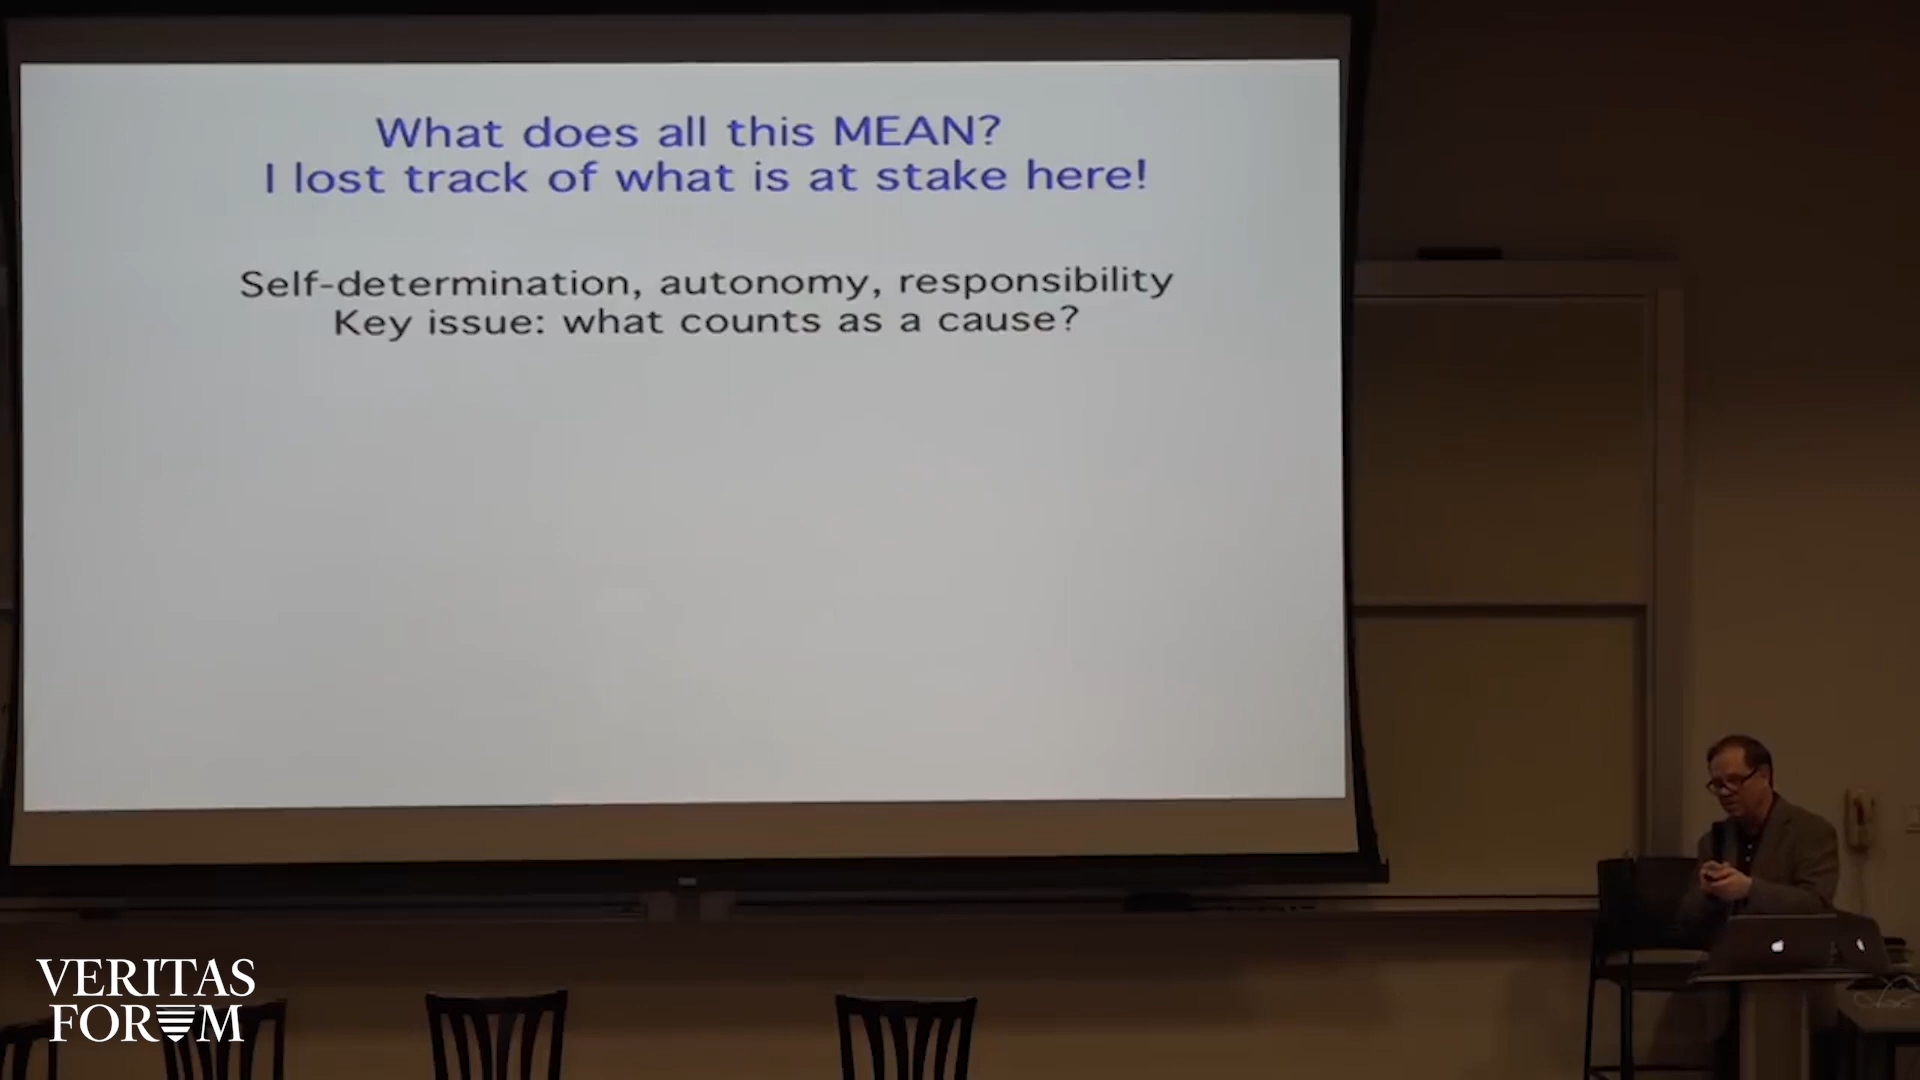 What does all this MEAN?
I lost track of what is at stake here!
Self-determination, autonomy, responsibility
Key issue: what counts as a cause?
VERITAS
FORUM